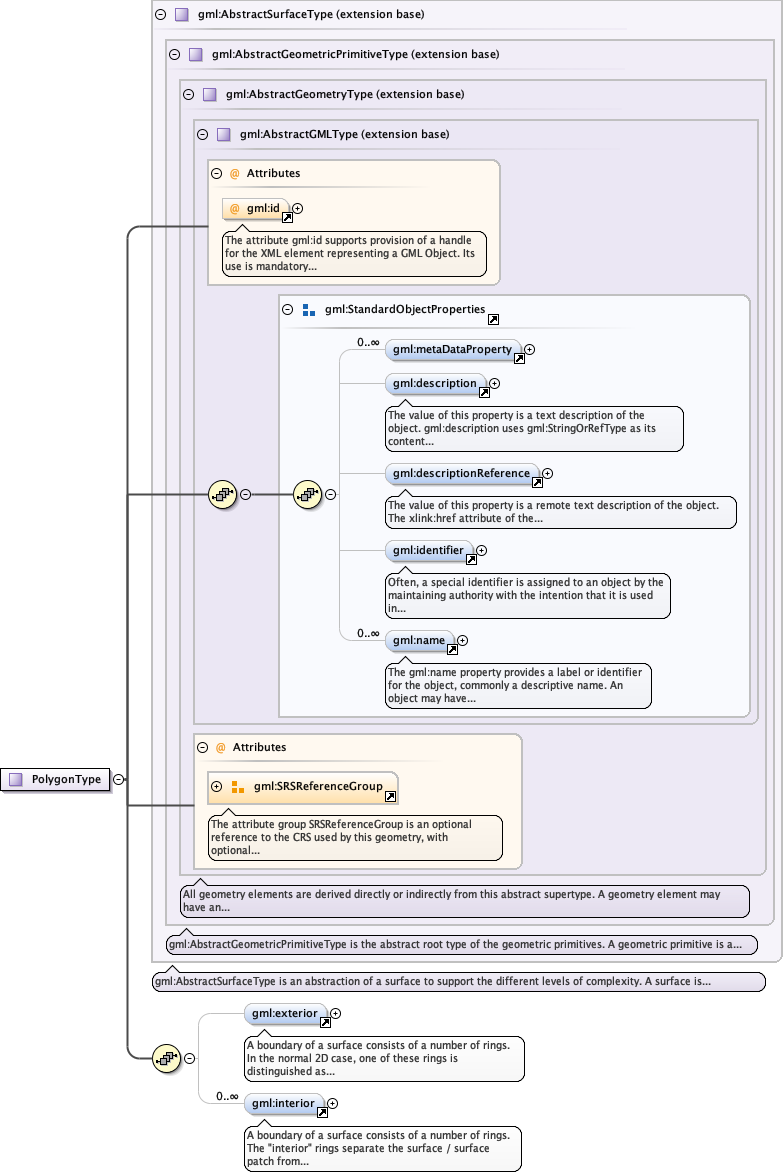 gml:AbstractSurfaceType (extension base)
gml:AbstractGeometricPrimitiveType (extension base)
gml:AbstractGeometryType (extension base)
gml:AbstractGMLType (extension base)
@ Attributes
@ gml:id
The attribute gml:id supports provision of a handle
for the XML element representing a GML Object. Its
use is mandatory...
gml:StandardObjectProperties
0..∞
gml:metaDataProperty
gml:description
The value of this property is a text description of the
object. gml:description uses gml:StringOrRefType as its
content...
gml:descriptionReference
The value of this property is a remote text description of the object.
The xlink:href attribute of the...
gml:identifier
Often, a special identifier is assigned to an object by the
maintaining authority with the intention that it is used
in...
0..∞
gml:name
The gml:name property provides a label or identifier
for the object, commonly a descriptive name. An
object may have...
@ Attributes
PolygonType
gml:SRSReferenceGroup
The attribute group SRSReferenceGroup is an optional
reference to the CRS used by this geometry, with
optional...
All geometry elements are derived directly or indirectly from this abstract supertype. A geometry element may
have an...
gml:AbstractGeometricPrimitiveType is the abstract root type of the geometric primitives. A geometric primitive is a...
gml:AbstractSurfaceType is an abstraction of a surface to support the different levels of complexity. A surface is...
gml:exterior
A boundary of a surface consists of a number of rings.
In the normal 2D case, one of these rings is
distinguished as...
0..∞
gml:interior
A boundary of a surface consists of a number of rings.
The "interior" rings separate the surface / surface
patch from...